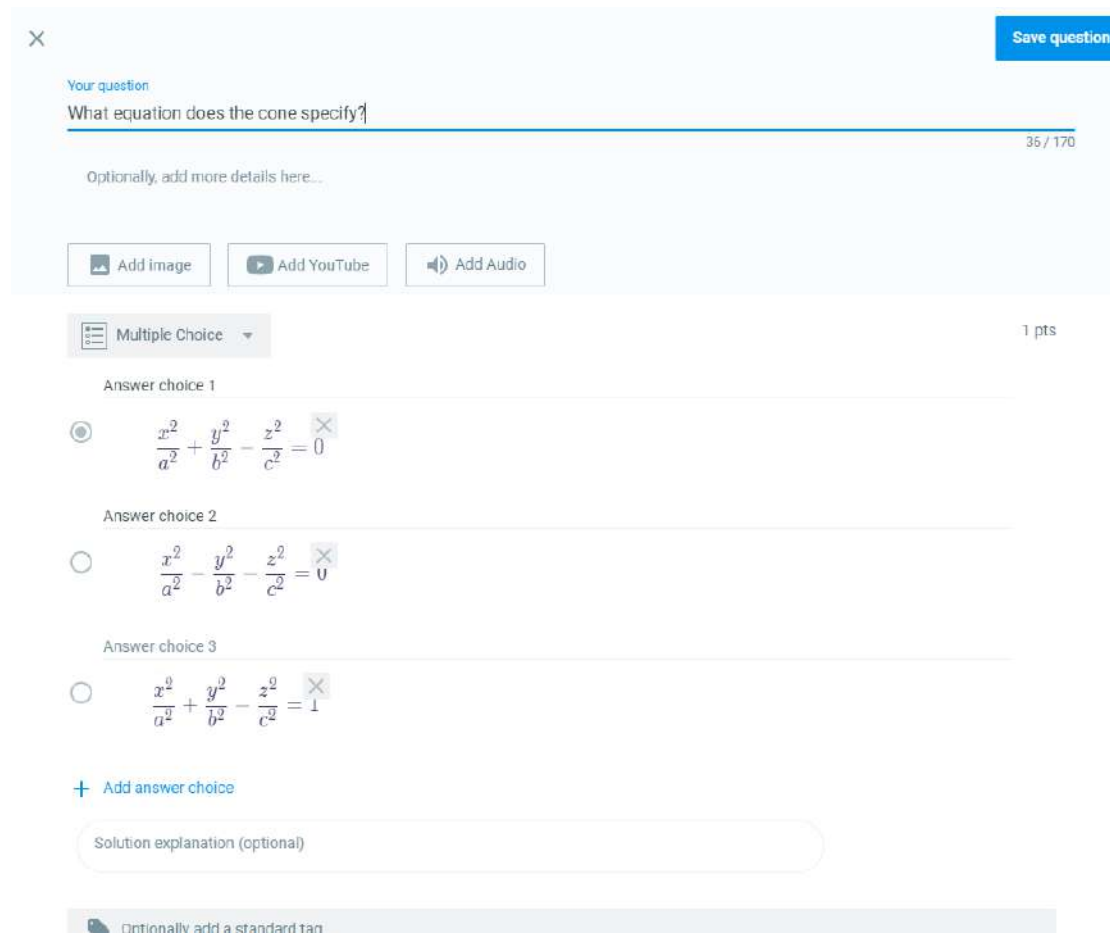 Save question
Your question
What equation does the cone specify?
36 / 170
Optionally, add more details here...
Add image
Add YouTube
Add Audio
Multiple Choice
1 pts
Answer choice 1
x²/a² + y²/b² − z²/c² = 0
Answer choice 2
x²/a² − y²/b² − z²/c² = 0
Answer choice 3
x²/a² + y²/b² − z²/c² = 1
+ Add answer choice
Solution explanation (optional)
Optionally add a standard tag